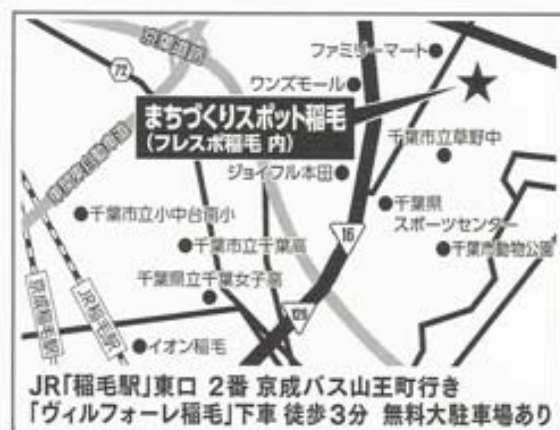 京葉道路
72
ファミリーマート
ワンズモール
まちづくりスポット稲毛
(フレスポ稲毛 内)
千葉市立草野中
ジョイフル本田
千葉県
スポーツセンター
千葉市立小中台南小
16
千葉市立千葉高
千葉市動物公園
千葉県立千葉女子高
126
京成稲毛駅
JR稲毛駅
イオン稲毛
JR「稲毛駅」東口 2番 京成バス山王町行き
「ヴィルフォーレ稲毛」下車 徒歩3分 無料大駐車場あり